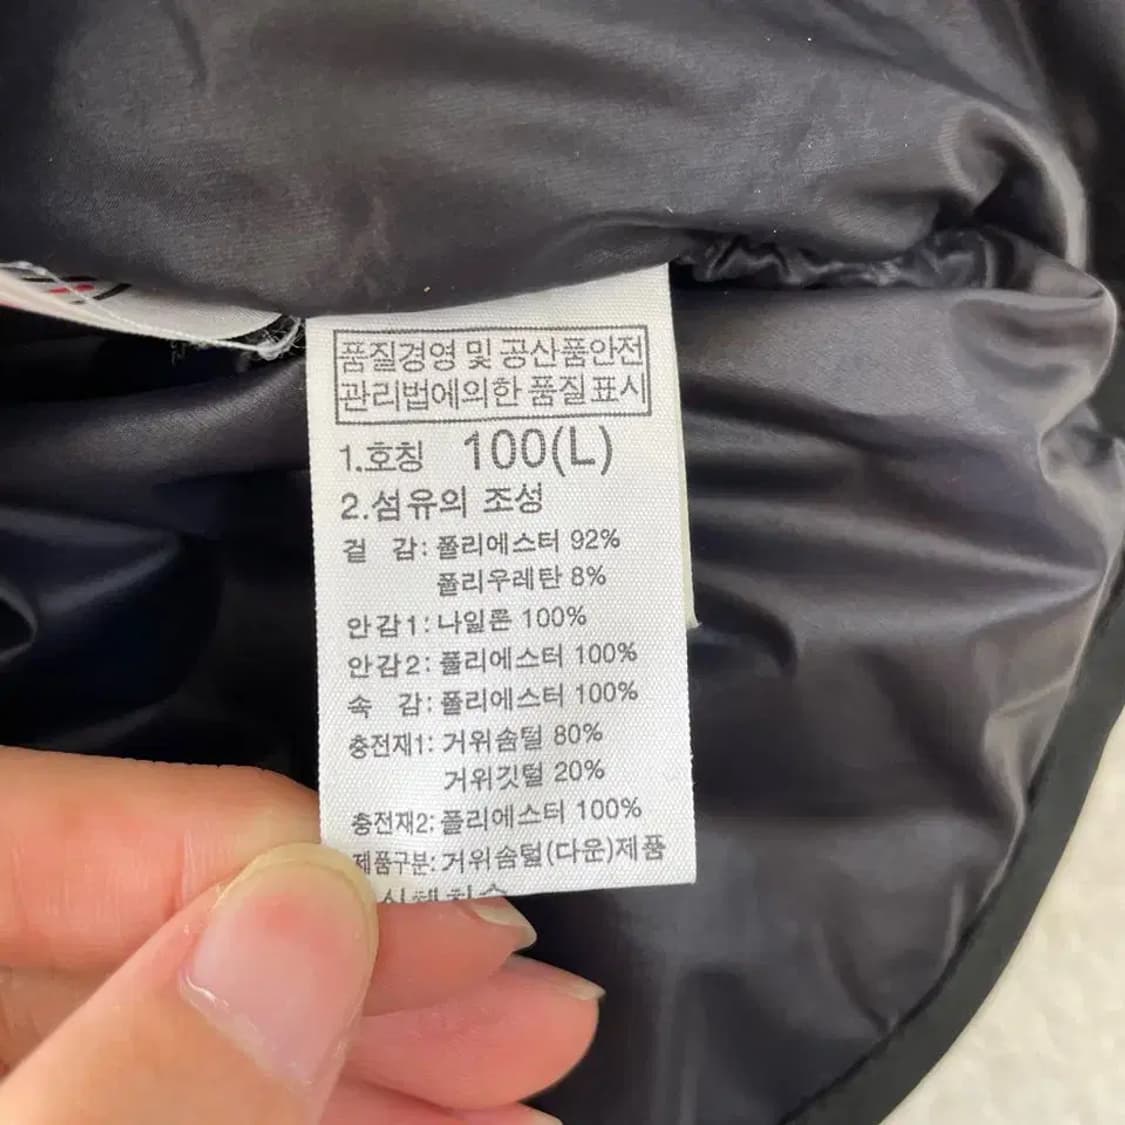 품질경영 및 공산품안전
관리법에의한 품질표시
1.호칭 100(L)
2.섬유의 조성
겉 감: 폴리에스터 92%
폴리우레탄 8%
안감1: 나일론 100%
안감2: 폴리에스터 100%
속 감: 폴리에스터 100%
충전재1: 거위솜털 80%
거위깃털 20%
충전재2: 폴리에스터 100%
제품구분: 거위솜털(다운)제품